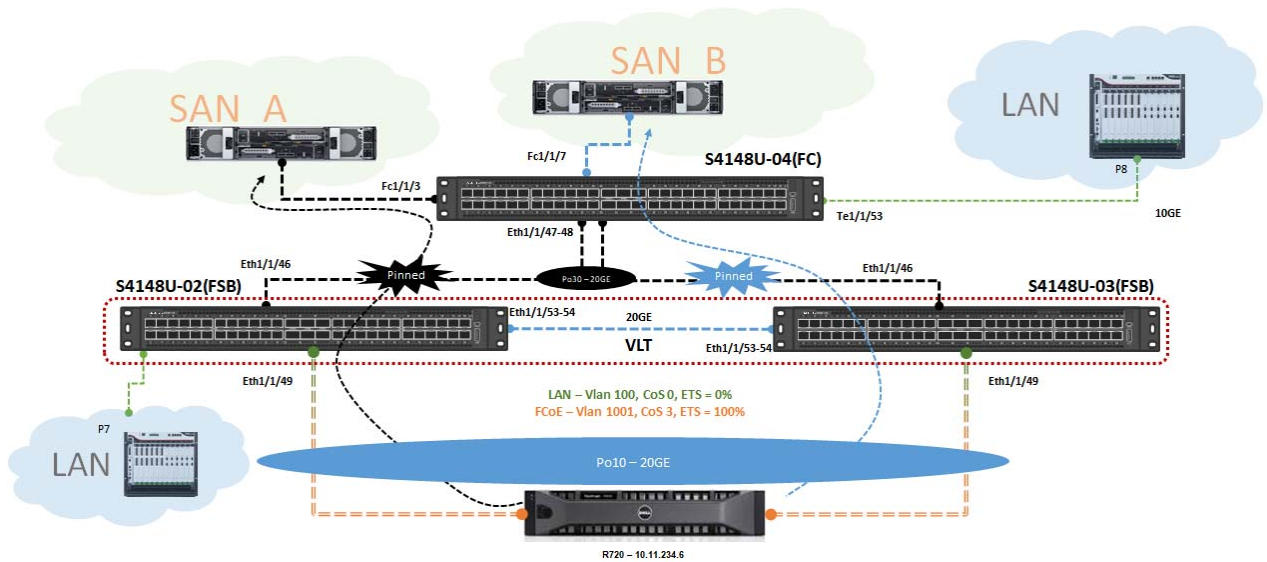 SAN A
SAN B
LAN
P8
Fc1/1/7
S4148U-04(FC)
Fc1/1/3
Te1/1/53
10GE
Eth1/1/47-48
Eth1/1/46
Pinned
Po30 – 20GE
Pinned
Eth1/1/46
S4148U-02(FSB)
S4148U-03(FSB)
Eth1/1/53-54
20GE
VLT
Eth1/1/53-54
Eth1/1/49
Eth1/1/49
LAN – Vlan 100, CoS 0, ETS = 0%
FCoE – Vlan 1001, CoS 3, ETS = 100%
P7
LAN
Po10 – 20GE
DELL
R720 – 10.11.234.6